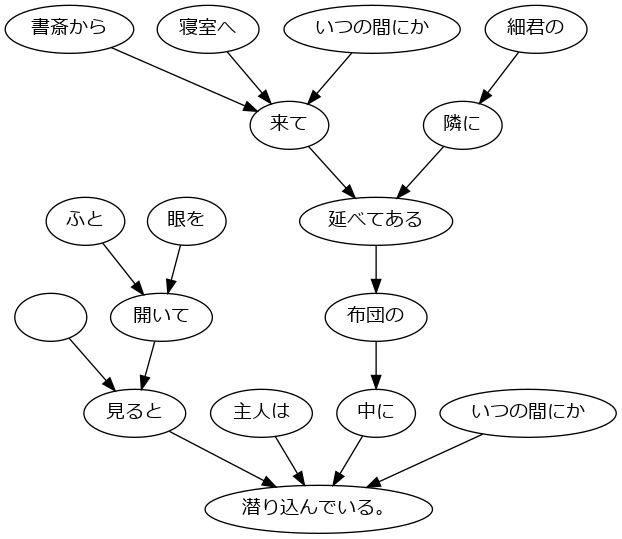 書斎から 寝室へ いつの間にか 細君の
来て 隣に
ふと 眼を 延べてある
開いて 布団の
見ると 主人は 中に いつの間にか
潜り込んでいる。